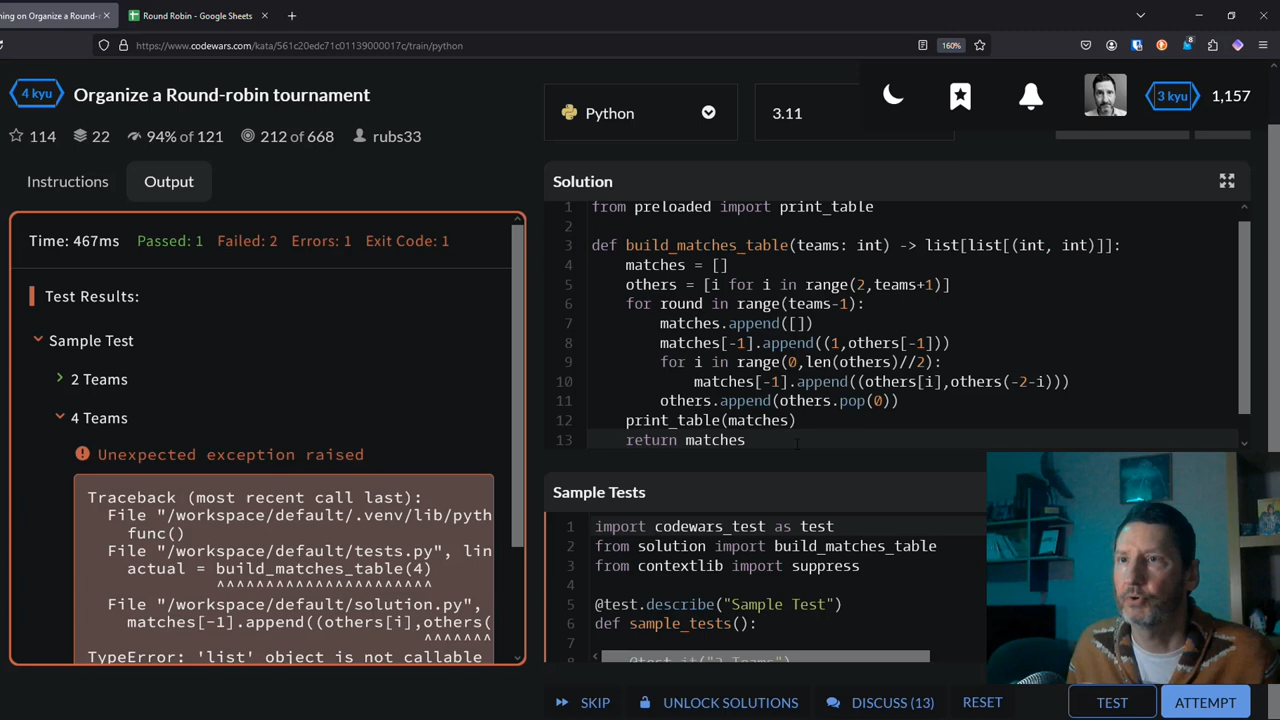 ning on Organize a Round-r
Round Robin - Google Sheets
https://www.codewars.com/kata/561c20edc71c01139000017c/train/python
160%
8
4 kyu
Organize a Round-robin tournament
114
22
94% of 121
212 of 668
rubs33
Python
3.11
3 kyu
1,157
Instructions
Output
Time: 467ms Passed: 1 Failed: 2 Errors: 1 Exit Code: 1
Test Results:
Sample Test
2 Teams
4 Teams
Unexpected exception raised
Traceback (most recent call last):
File "/workspace/default/.venv/lib/pyth
func()
File "/workspace/default/tests.py", lin
actual = build_matches_table(4)
^^^^^^^^^^^^^^^^^^^^^^
File "/workspace/default/solution.py",
matches[-1].append((others[i],others(
^^^^^^^
TypeError: 'list' object is not callable
Solution
1 from preloaded import print_table
2
3 def build_matches_table(teams: int) -> list[list[(int, int)]]:
4 matches = []
5 others = [i for i in range(2,teams+1)]
6 for round in range(teams-1):
7 matches.append([])
8 matches[-1].append((1,others[-1]))
9 for i in range(0,len(others)//2):
10 matches[-1].append((others[i],others(-2-i)))
11 others.append(others.pop(0))
12 print_table(matches)
13 return matches
Sample Tests
1 import codewars_test as test
2 from solution import build_matches_table
3 from contextlib import suppress
4
5 @test.describe("Sample Test")
6 def sample_tests():
7
8 @test.it("2 Teams")
SKIP
UNLOCK SOLUTIONS
DISCUSS (13)
RESET
TEST
ATTEMPT